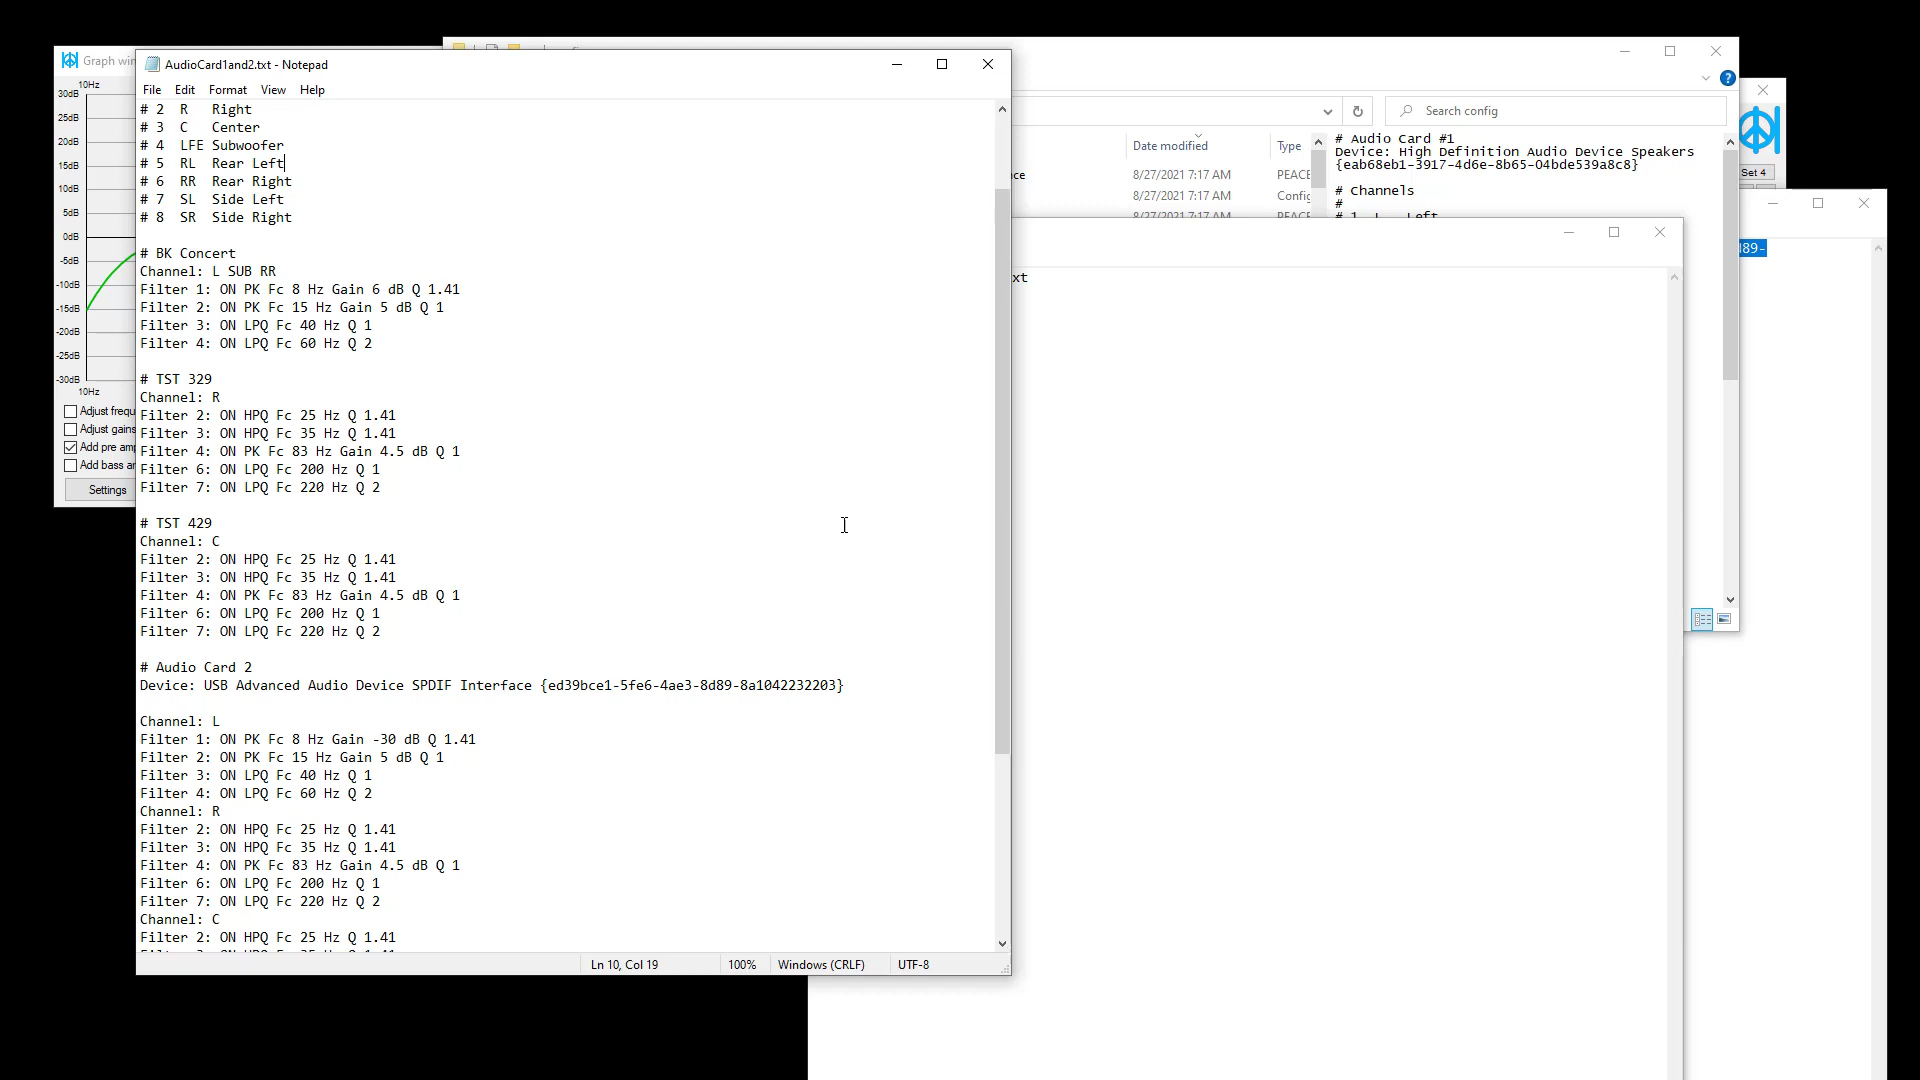 Graph win
10Hz
30dB
25dB
20dB
15dB
10dB
5dB
0dB
-5dB
-10dB
-15dB
-20dB
-25dB
-30dB
10Hz
Adjust frequ
Adjust gains
Add pre amp
Add bass an
Settings
AudioCard1and2.txt - Notepad
File Edit Format View Help
# 2  R   Right
# 3  C   Center
# 4  LFE Subwoofer
# 5  RL  Rear Left
# 6  RR  Rear Right
# 7  SL  Side Left
# 8  SR  Side Right
# BK Concert
Channel: L SUB RR
Filter 1: ON PK Fc 8 Hz Gain 6 dB Q 1.41
Filter 2: ON PK Fc 15 Hz Gain 5 dB Q 1
Filter 3: ON LPQ Fc 40 Hz Q 1
Filter 4: ON LPQ Fc 60 Hz Q 2
# TST 329
Channel: R
Filter 2: ON HPQ Fc 25 Hz Q 1.41
Filter 3: ON HPQ Fc 35 Hz Q 1.41
Filter 4: ON PK Fc 83 Hz Gain 4.5 dB Q 1
Filter 6: ON LPQ Fc 200 Hz Q 1
Filter 7: ON LPQ Fc 220 Hz Q 2
# TST 429
Channel: C
Filter 2: ON HPQ Fc 25 Hz Q 1.41
Filter 3: ON HPQ Fc 35 Hz Q 1.41
Filter 4: ON PK Fc 83 Hz Gain 4.5 dB Q 1
Filter 6: ON LPQ Fc 200 Hz Q 1
Filter 7: ON LPQ Fc 220 Hz Q 2
# Audio Card 2
Device: USB Advanced Audio Device SPDIF Interface {ed39bce1-5fe6-4ae3-8d89-8a1042232203}
Channel: L
Filter 1: ON PK Fc 8 Hz Gain -30 dB Q 1.41
Filter 2: ON PK Fc 15 Hz Gain 5 dB Q 1
Filter 3: ON LPQ Fc 40 Hz Q 1
Filter 4: ON LPQ Fc 60 Hz Q 2
Channel: R
Filter 2: ON HPQ Fc 25 Hz Q 1.41
Filter 3: ON HPQ Fc 35 Hz Q 1.41
Filter 4: ON PK Fc 83 Hz Gain 4.5 dB Q 1
Filter 6: ON LPQ Fc 200 Hz Q 1
Filter 7: ON LPQ Fc 220 Hz Q 2
Channel: C
Filter 2: ON HPQ Fc 25 Hz Q 1.41
Ln 10, Col 19 100% Windows (CRLF) UTF-8
Search config
Date modified Type
nce 8/27/2021 7:17 AM PEACE
8/27/2021 7:17 AM Config
8/27/2021 7:17 AM PEACE
# Audio Card #1
Device: High Definition Audio Device Speakers
{eab68eb1-3917-4d6e-8b65-04bde539a8c8}
# Channels
#
# 1  L   Left
xt
Set 4
d89-